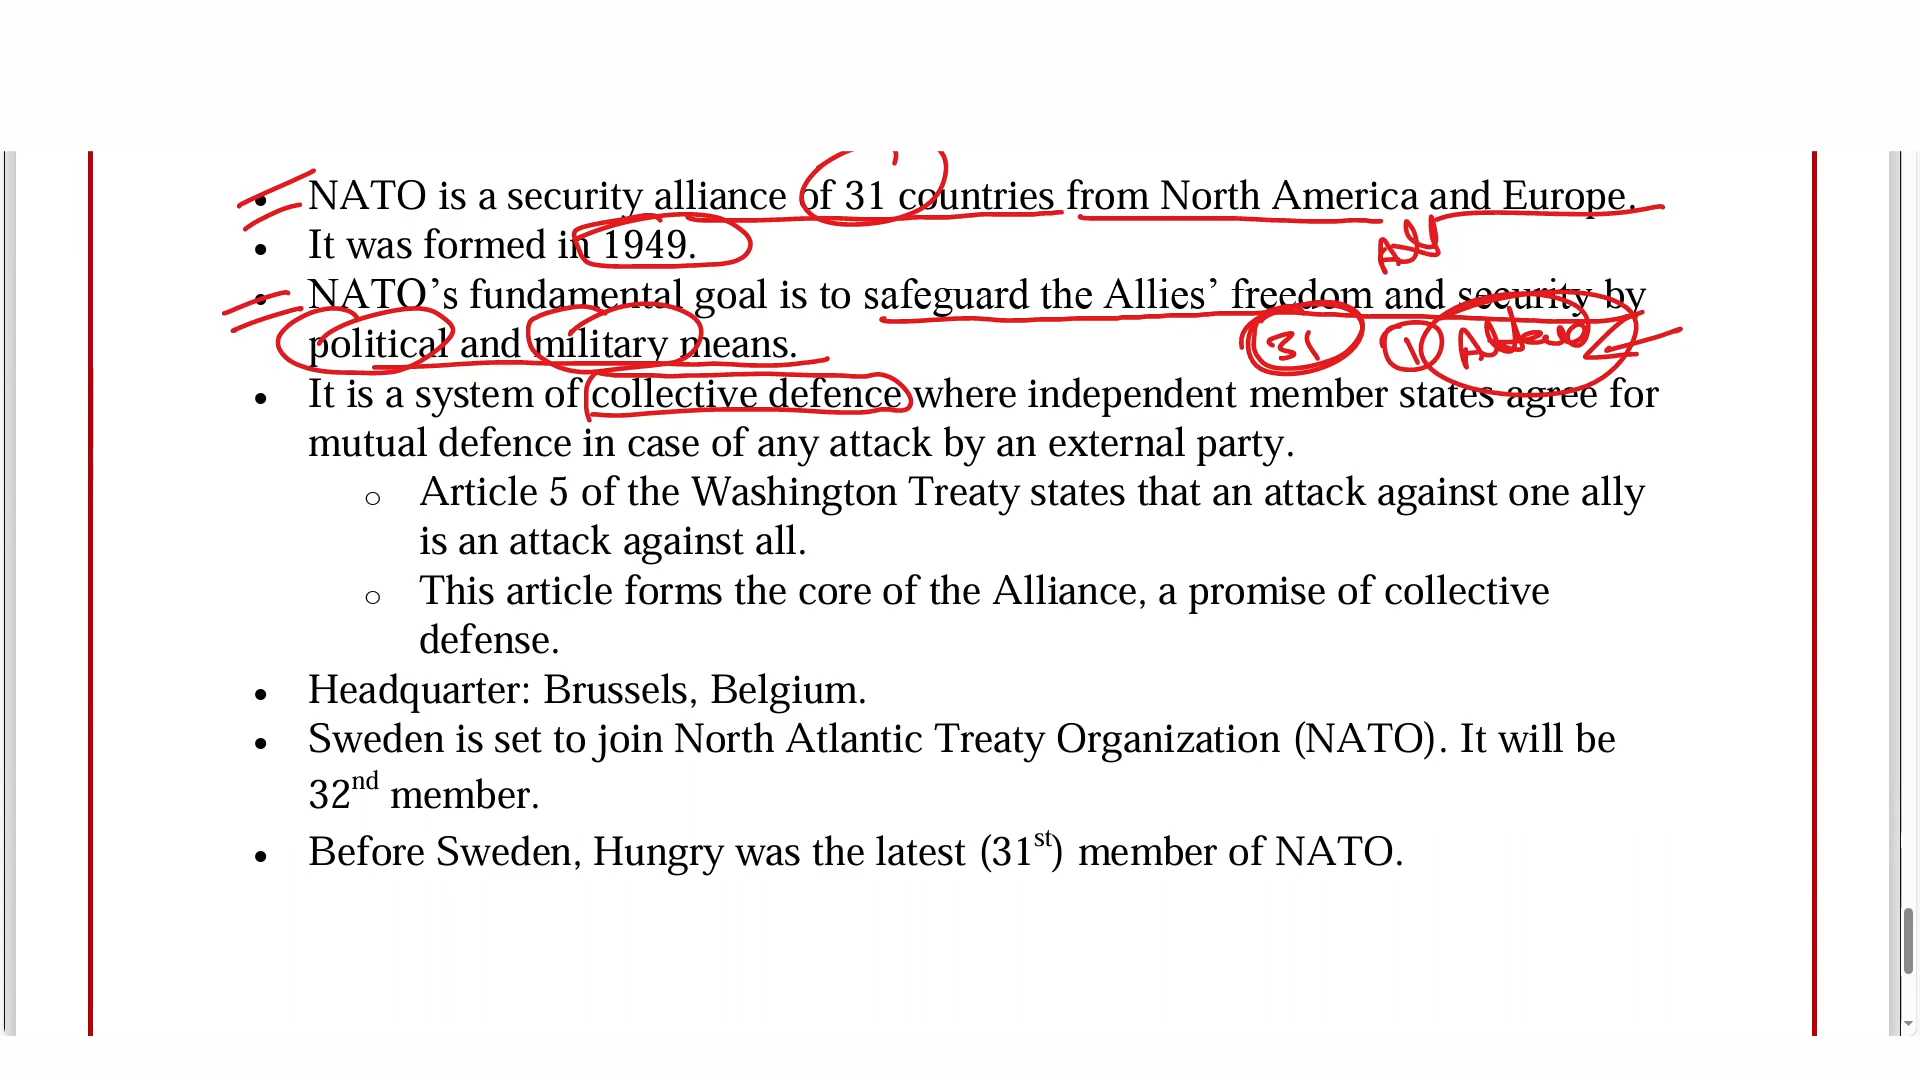 • NATO is a security alliance of 31 countries from North America and Europe.
• It was formed in 1949.
All
• NATO’s fundamental goal is to safeguard the Allies’ freedom and security by
political and military means.
31 1 Attack
• It is a system of collective defence where independent member states agree for
mutual defence in case of any attack by an external party.
o Article 5 of the Washington Treaty states that an attack against one ally
is an attack against all.
o This article forms the core of the Alliance, a promise of collective
defense.
• Headquarter: Brussels, Belgium.
• Sweden is set to join North Atlantic Treaty Organization (NATO). It will be
32nd member.
• Before Sweden, Hungry was the latest (31st) member of NATO.